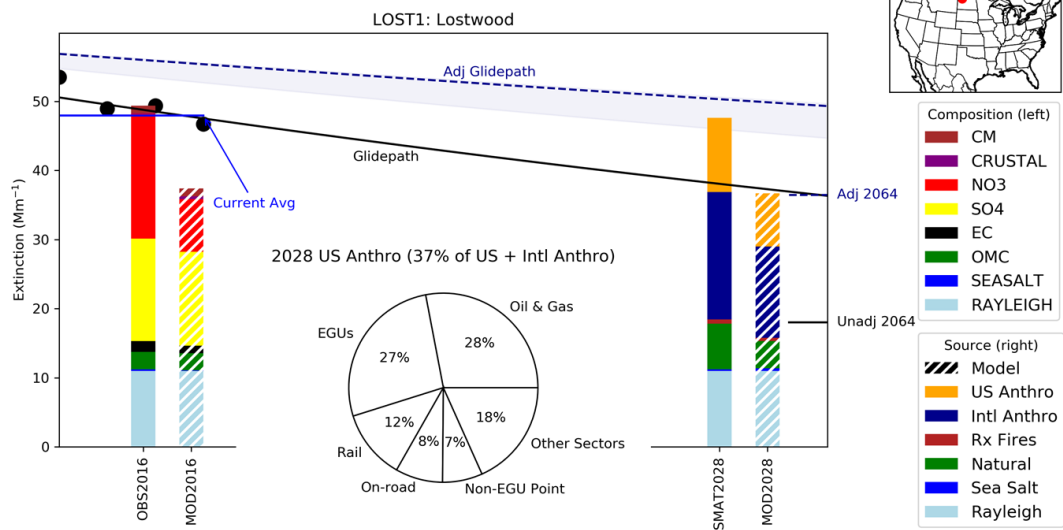 LOST1: Lostwood
Extinction (Mm⁻¹)
50
40
30
20
10
0
Adj Glidepath
Glidepath
Current Avg
Adj 2064
Unadj 2064
2028 US Anthro (37% of US + Intl Anthro)
Oil & Gas
28%
EGUs
27%
Rail
12%
On-road
8%
Non-EGU Point
7%
Other Sectors
18%
OBS2016
MOD2016
SMAT2028
MOD2028
Composition (left)
CM
CRUSTAL
NO3
SO4
EC
OMC
SEASALT
RAYLEIGH
Source (right)
Model
US Anthro
Intl Anthro
Rx Fires
Natural
Sea Salt
Rayleigh